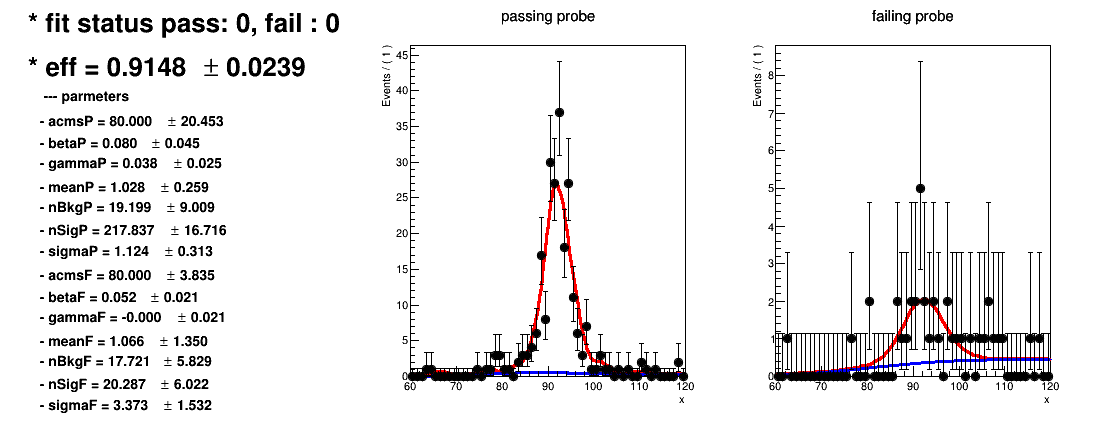 * fit status pass: 0, fail : 0
* eff = 0.9148 ± 0.0239
--- parmeters
- acmsP = 80.000 ± 20.453
- betaP = 0.080 ± 0.045
- gammaP = 0.038 ± 0.025
- meanP = 1.028 ± 0.259
- nBkgP = 19.199 ± 9.009
- nSigP = 217.837 ± 16.716
- sigmaP = 1.124 ± 0.313
- acmsF = 80.000 ± 3.835
- betaF = 0.052 ± 0.021
- gammaF = -0.000 ± 0.021
- meanF = 1.066 ± 1.350
- nBkgF = 17.721 ± 5.829
- nSigF = 20.287 ± 6.022
- sigmaF = 3.373 ± 1.532
passing probe
Events / ( 1 )
45
40
35
30
25
20
15
10
5
0
60 70 80 90 100 110 120
x
failing probe
Events / ( 1 )
8
7
6
5
4
3
2
1
0
60 70 80 90 100 110 120
x